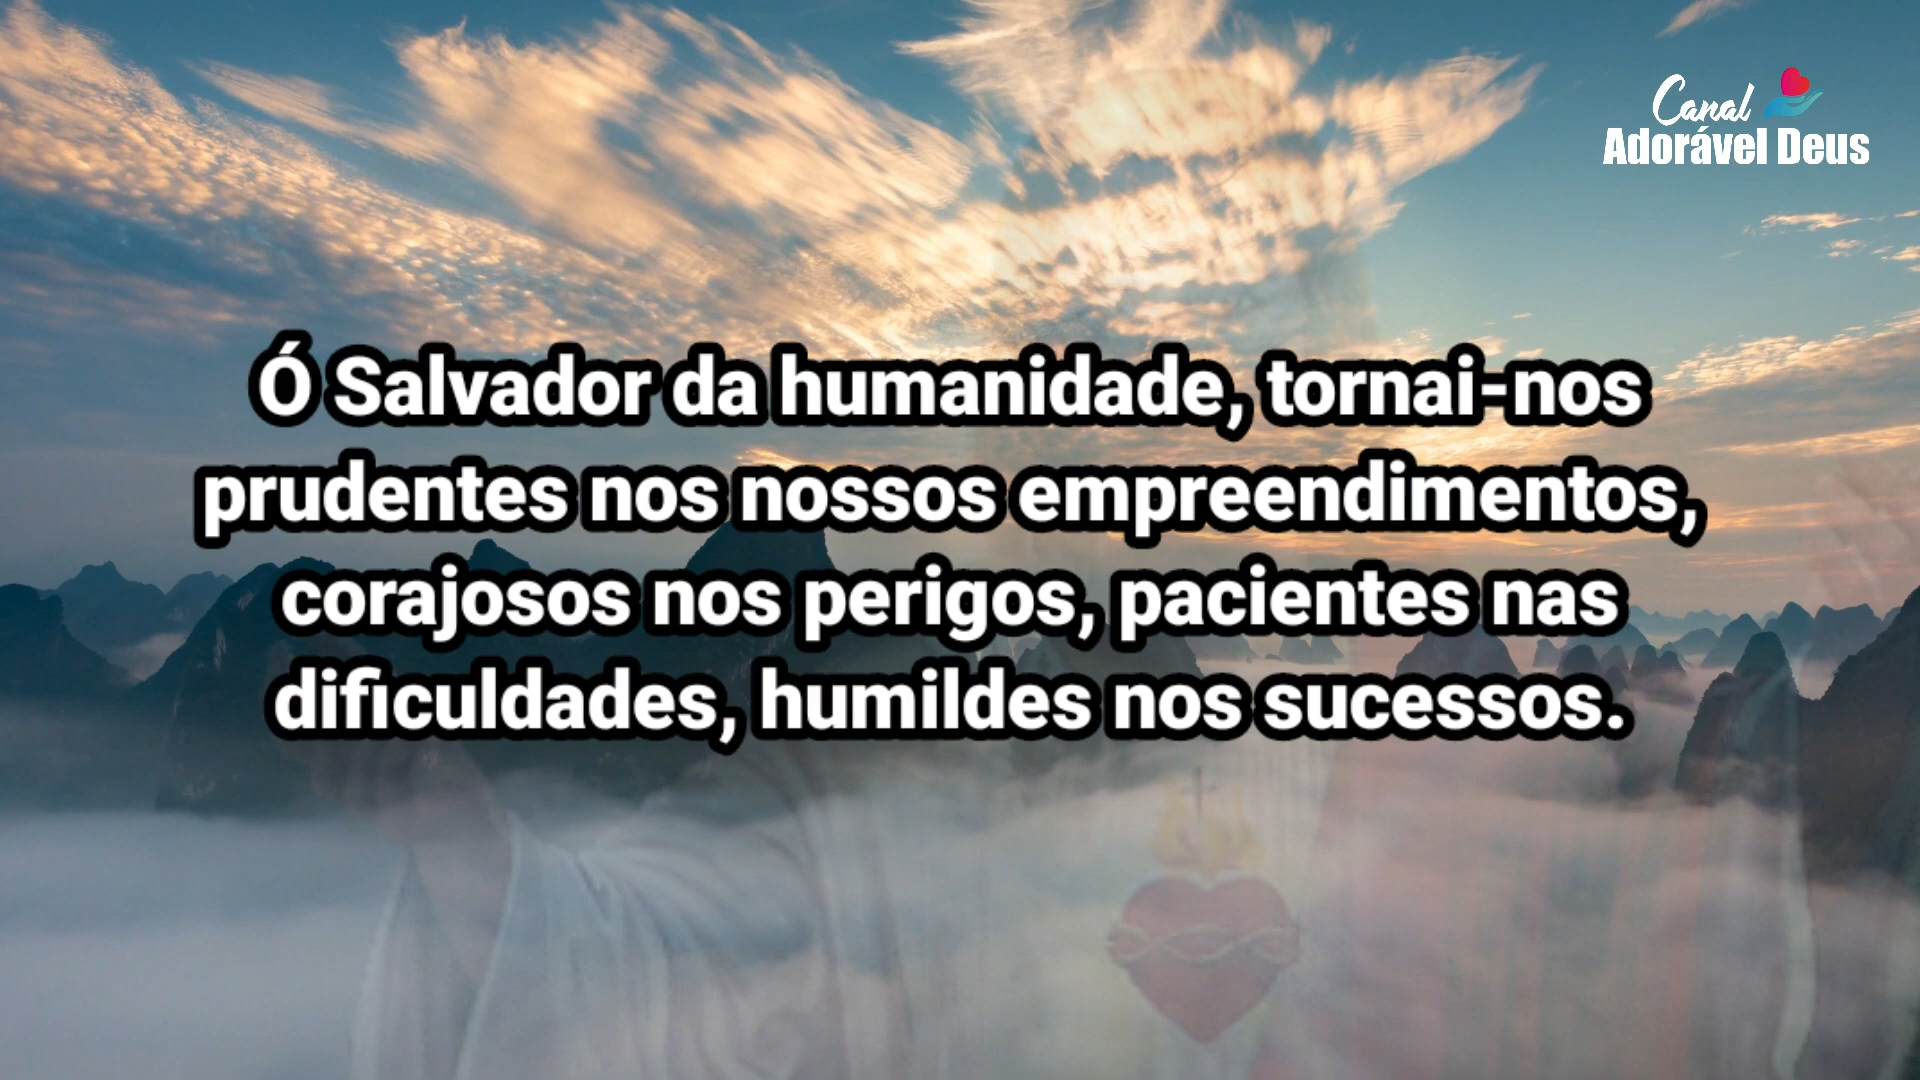 Canal
Adorável Deus
Ó Salvador da humanidade, tornai-nos
prudentes nos nossos empreendimentos,
corajosos nos perigos, pacientes nas
dificuldades, humildes nos sucessos.